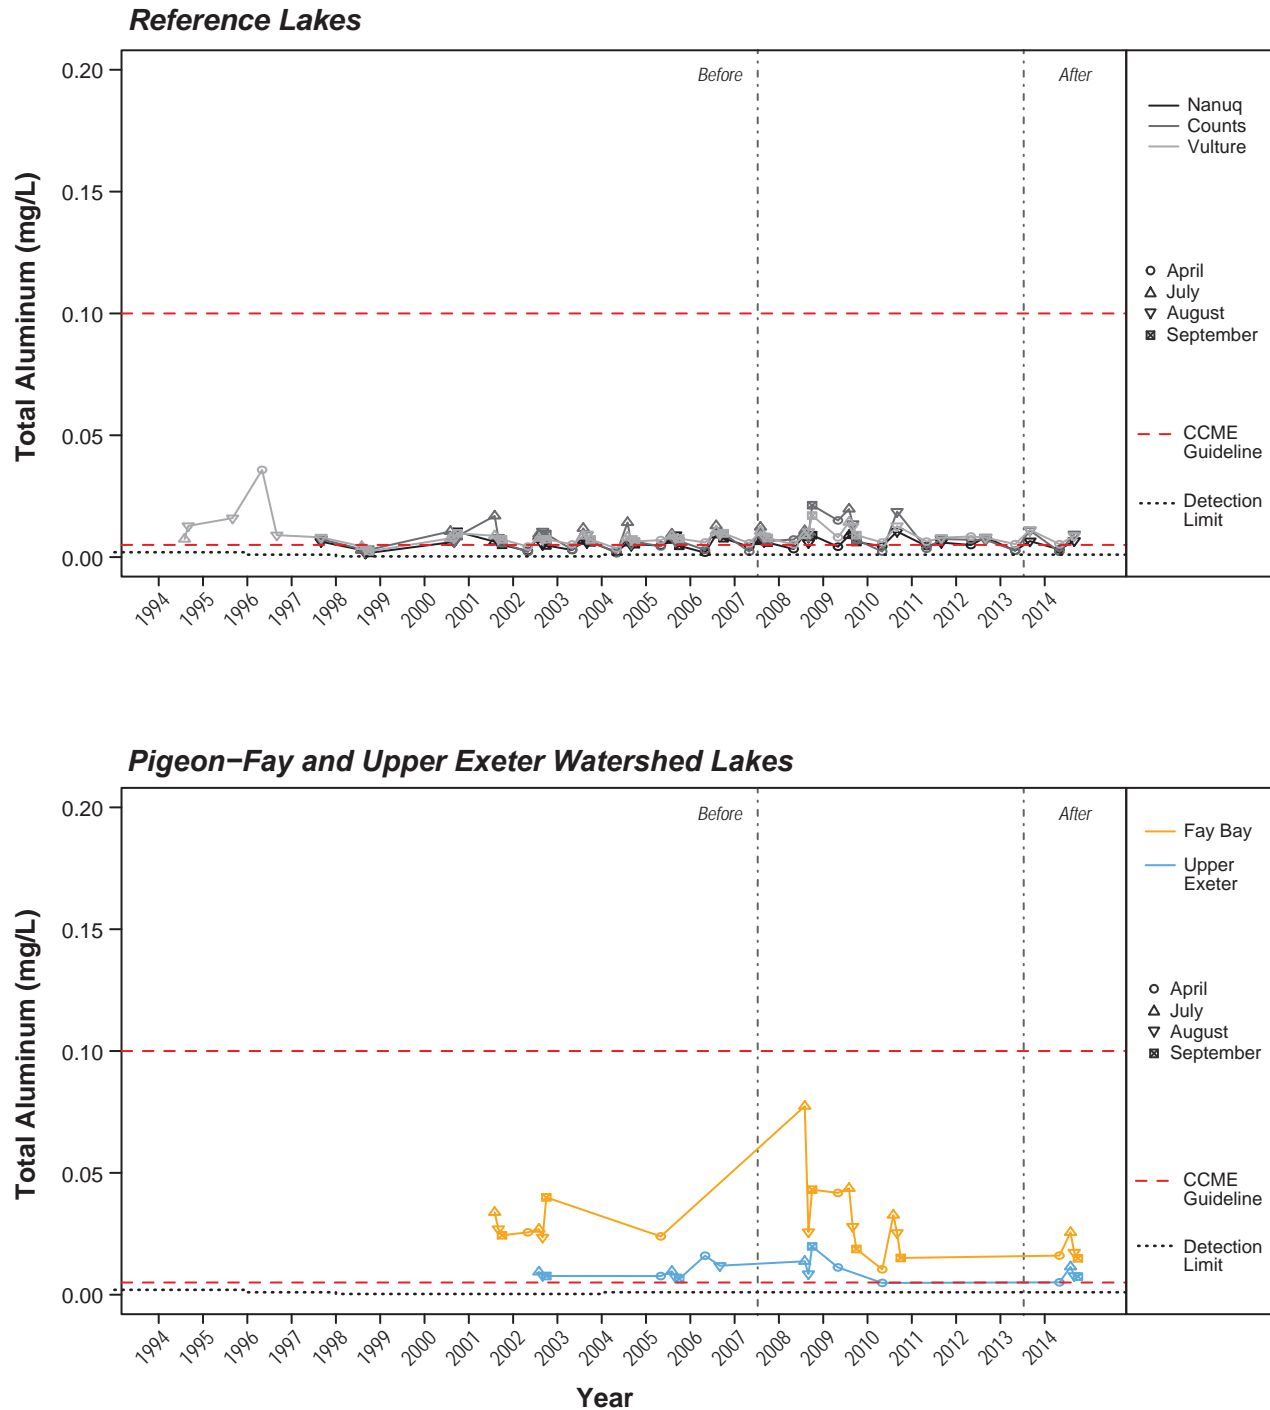 Reference Lakes
Total Aluminum (mg/L)
0.20
0.15
0.10
0.05
0.00
Before
After
Nanuq
Counts
Vulture
April
July
August
September
CCME
Guideline
Detection
Limit
1994
1995
1996
1997
1998
1999
2000
2001
2002
2003
2004
2005
2006
2007
2008
2009
2010
2011
2012
2013
2014
Pigeon−Fay and Upper Exeter Watershed Lakes
Total Aluminum (mg/L)
0.20
0.15
0.10
0.05
0.00
Before
After
Fay Bay
Upper
Exeter
April
July
August
September
CCME
Guideline
Detection
Limit
1994
1995
1996
1997
1998
1999
2000
2001
2002
2003
2004
2005
2006
2007
2008
2009
2010
2011
2012
2013
2014
Year